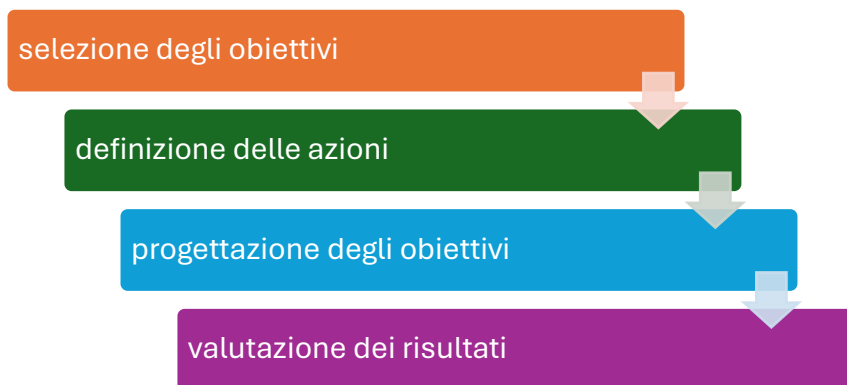 selezione degli obiettivi
definizione delle azioni
progettazione degli obiettivi
valutazione dei risultati